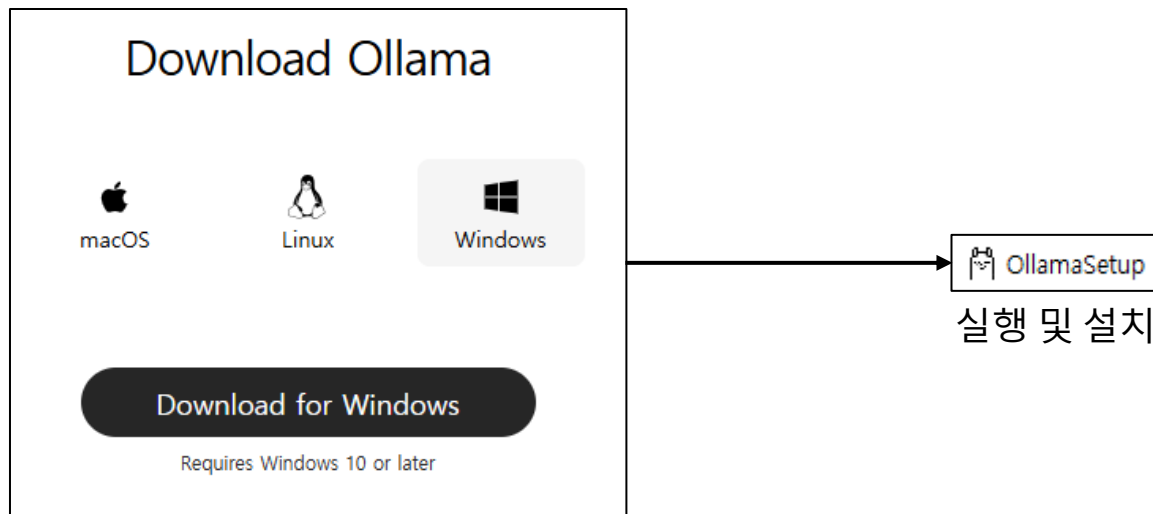 Download Ollama
macOS
Linux
Windows
Download for Windows
Requires Windows 10 or later
OllamaSetup
실행 및 설치